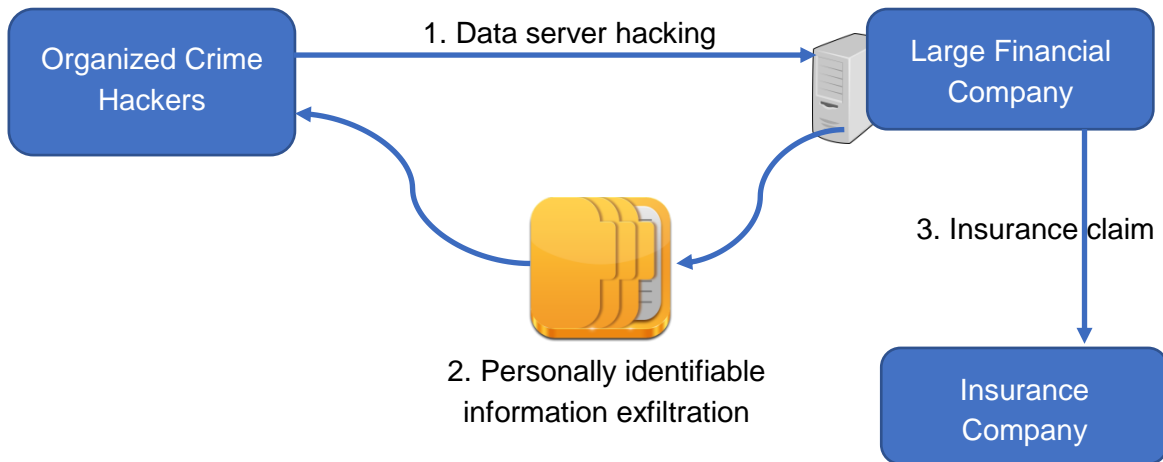 1. Data server hacking
Organized Crime
Hackers
Large Financial
Company
3. Insurance claim
2. Personally identifiable
information exfiltration
Insurance
Company